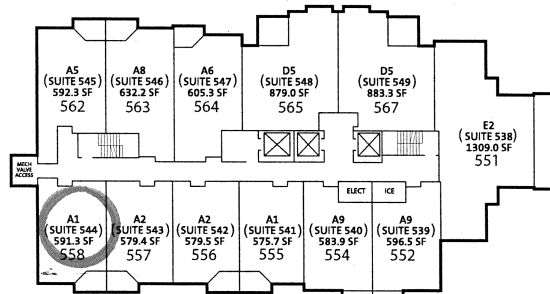 A5
(SUITE 545)
592.3 SF
562
A8
(SUITE 546)
632.2 SF
563
A6
(SUITE 547)
605.3 SF
564
D5
(SUITE 548)
879.0 SF
565
D5
(SUITE 549)
883.3 SF
567
E2
(SUITE 538)
1309.0 SF
551
MECH
VALVE
ACCESS
ELECT
ICE
A1
(SUITE 544)
591.3 SF
558
A2
(SUITE 543)
579.4 SF
557
A2
(SUITE 542)
579.5 SF
556
A1
(SUITE 541)
575.7 SF
555
A9
(SUITE 540)
583.9 SF
554
A9
(SUITE 539)
596.5 SF
552